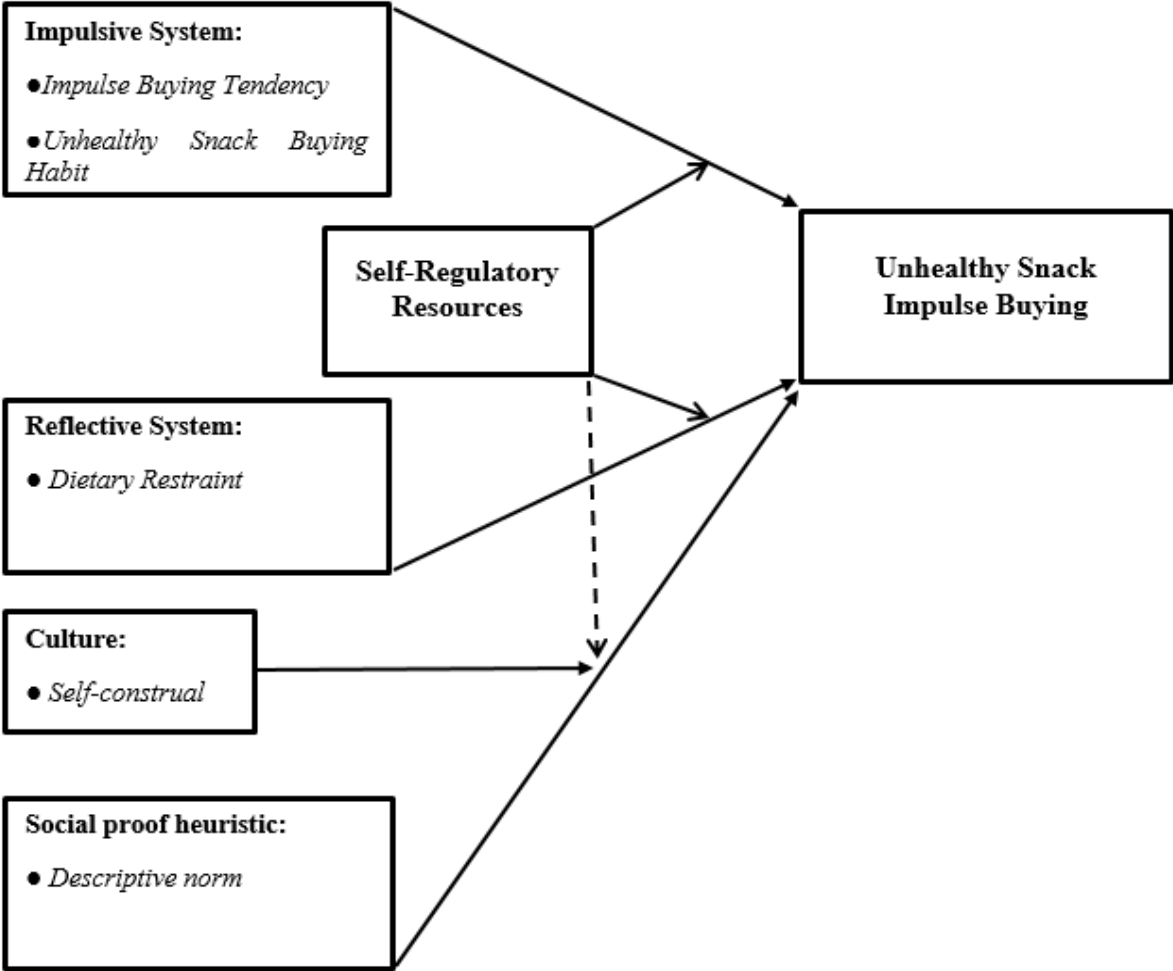 Impulsive System:
●Impulse Buying Tendency
●Unhealthy Snack Buying
Habit
Self-Regulatory
Resources
Unhealthy Snack
Impulse Buying
Reflective System:
● Dietary Restraint
Culture:
● Self-construal
Social proof heuristic:
● Descriptive norm